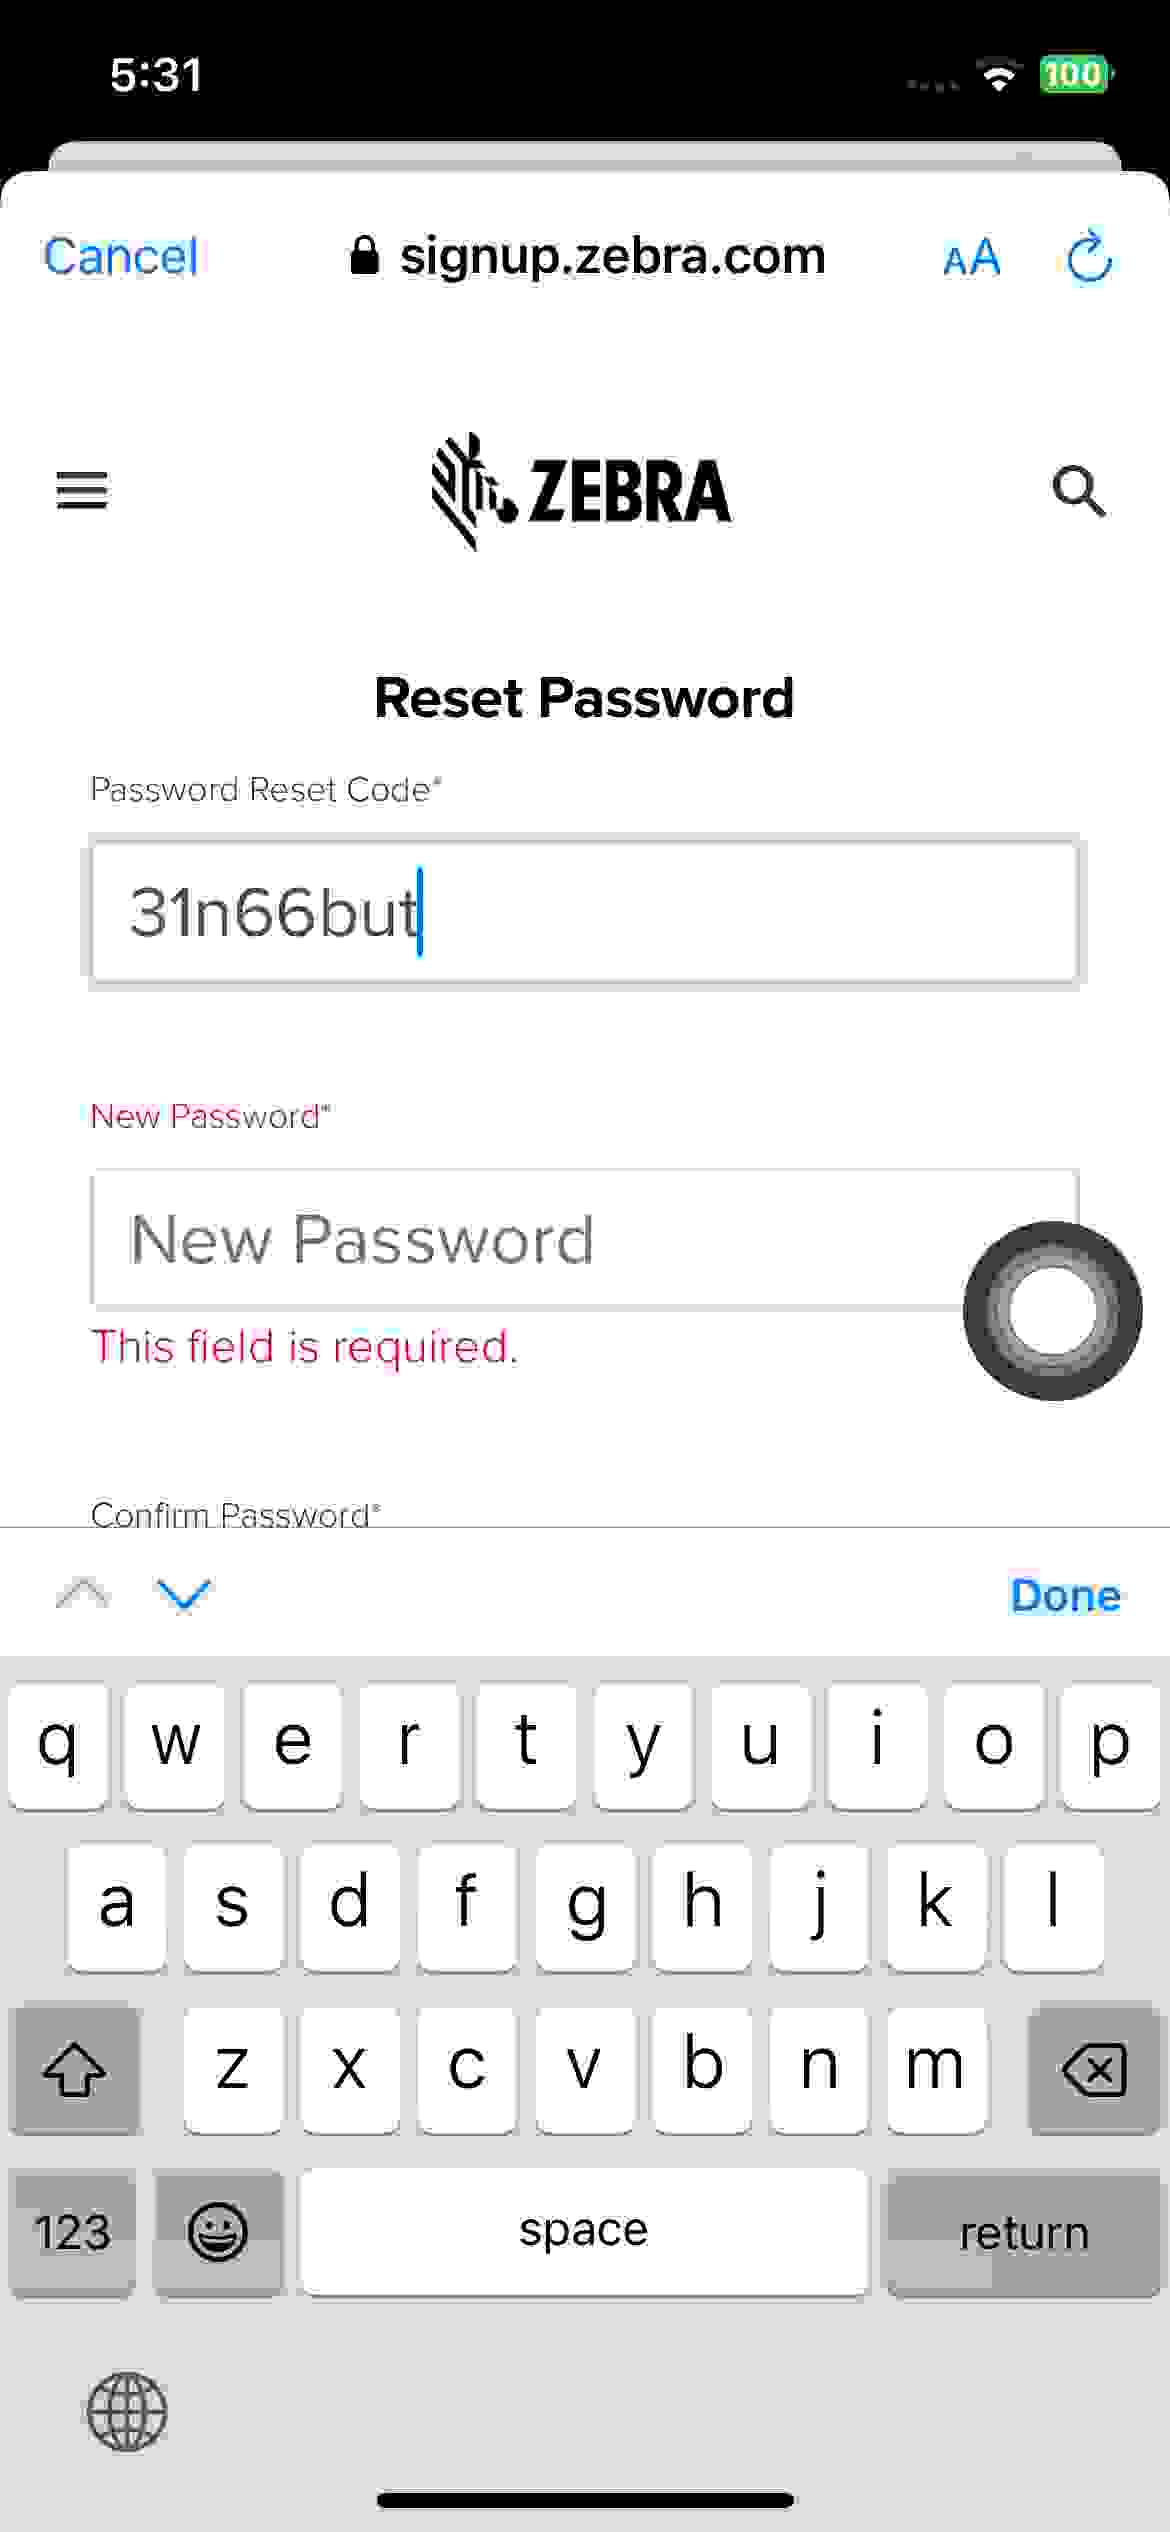 5:31
100
Cancel
signup.zebra.com
AA
ZEBRA
Reset Password
Password Reset Code*
31n66but
New Password*
New Password
This field is required.
Confirm Password*
Done
q w e r t y u i o p
a s d f g h j k l
z x c v b n m
123
space
return